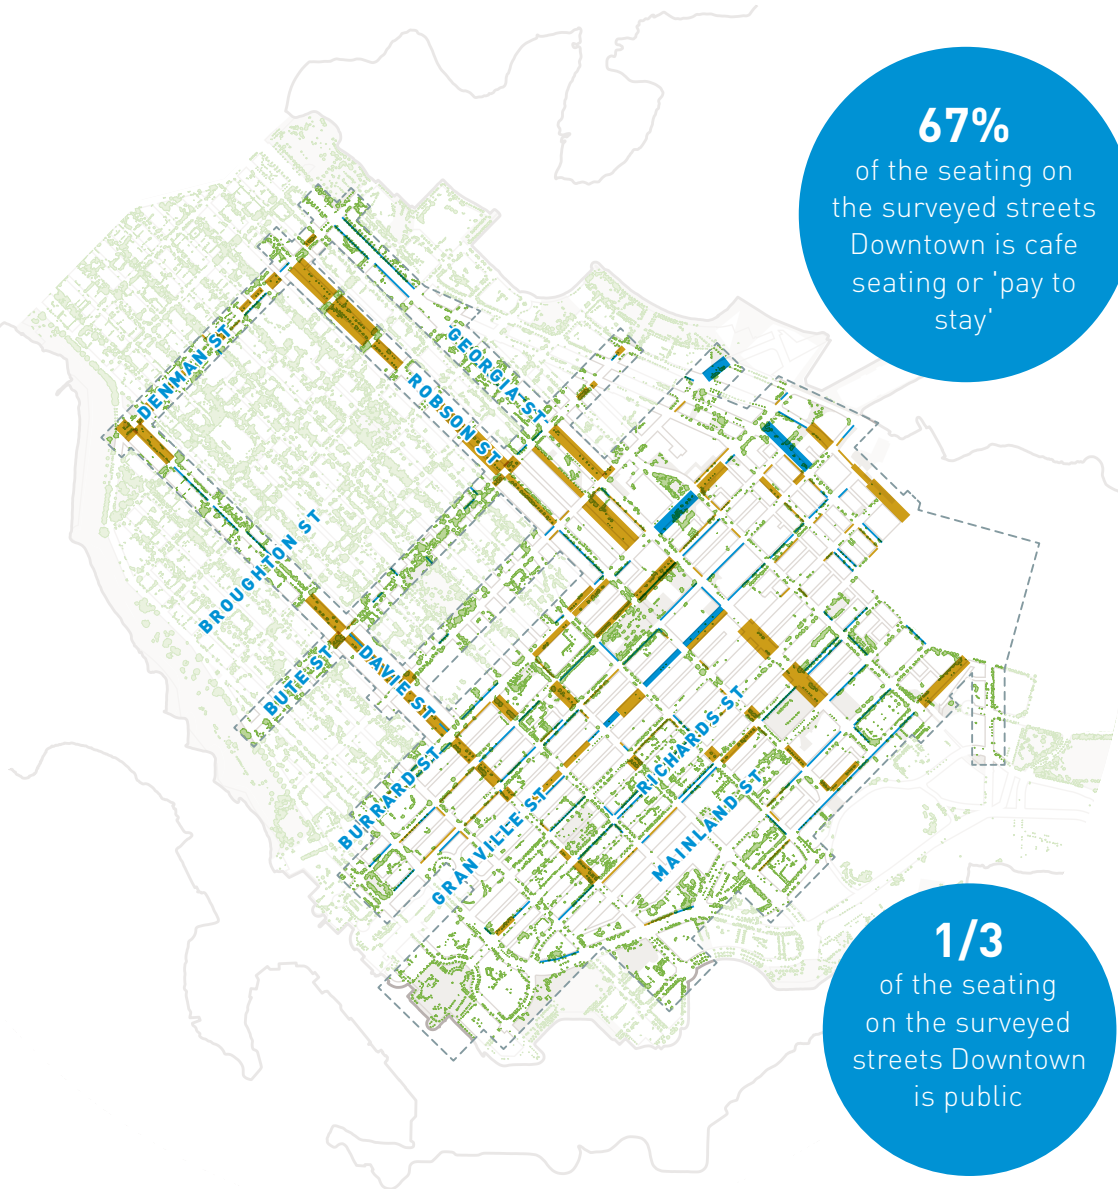 67%
of the seating on
the surveyed streets
Downtown is cafe
seating or 'pay to
stay'
GEORGIA ST
DENMAN ST
ROBSON ST
BROUGHTON ST
BUTE ST
DAVIE ST
BURRARD ST
GRANVILLE ST
RICHARDS ST
MAINLAND ST
1/3
of the seating
on the surveyed
streets Downtown
is public